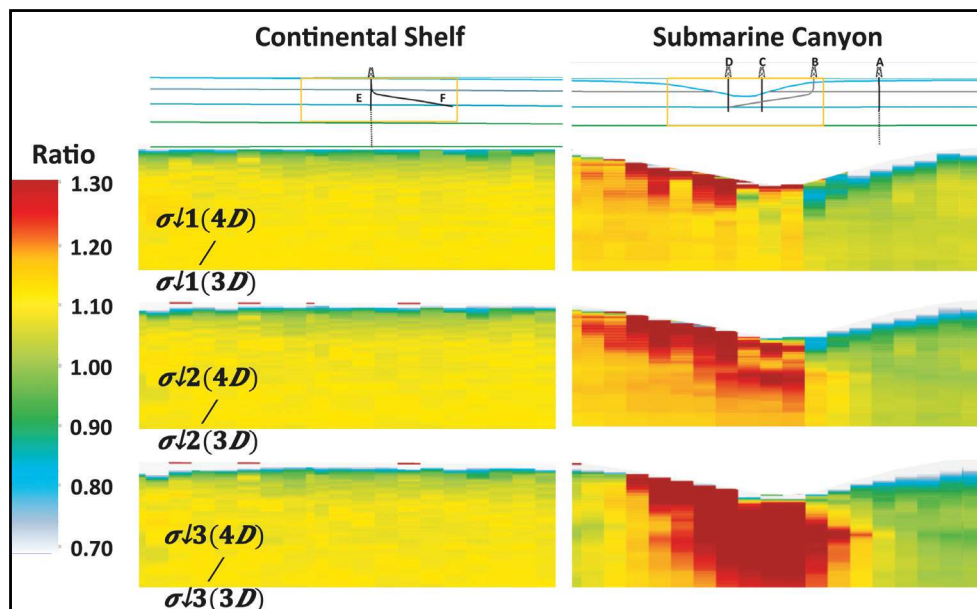 Continental Shelf
Submarine Canyon
D C B A
E F
Ratio
1.30
1.20
1.10
1.00
0.90
0.80
0.70
σ↓1(4D)
/
σ↓1(3D)
σ↓2(4D)
/
σ↓2(3D)
σ↓3(4D)
/
σ↓3(3D)